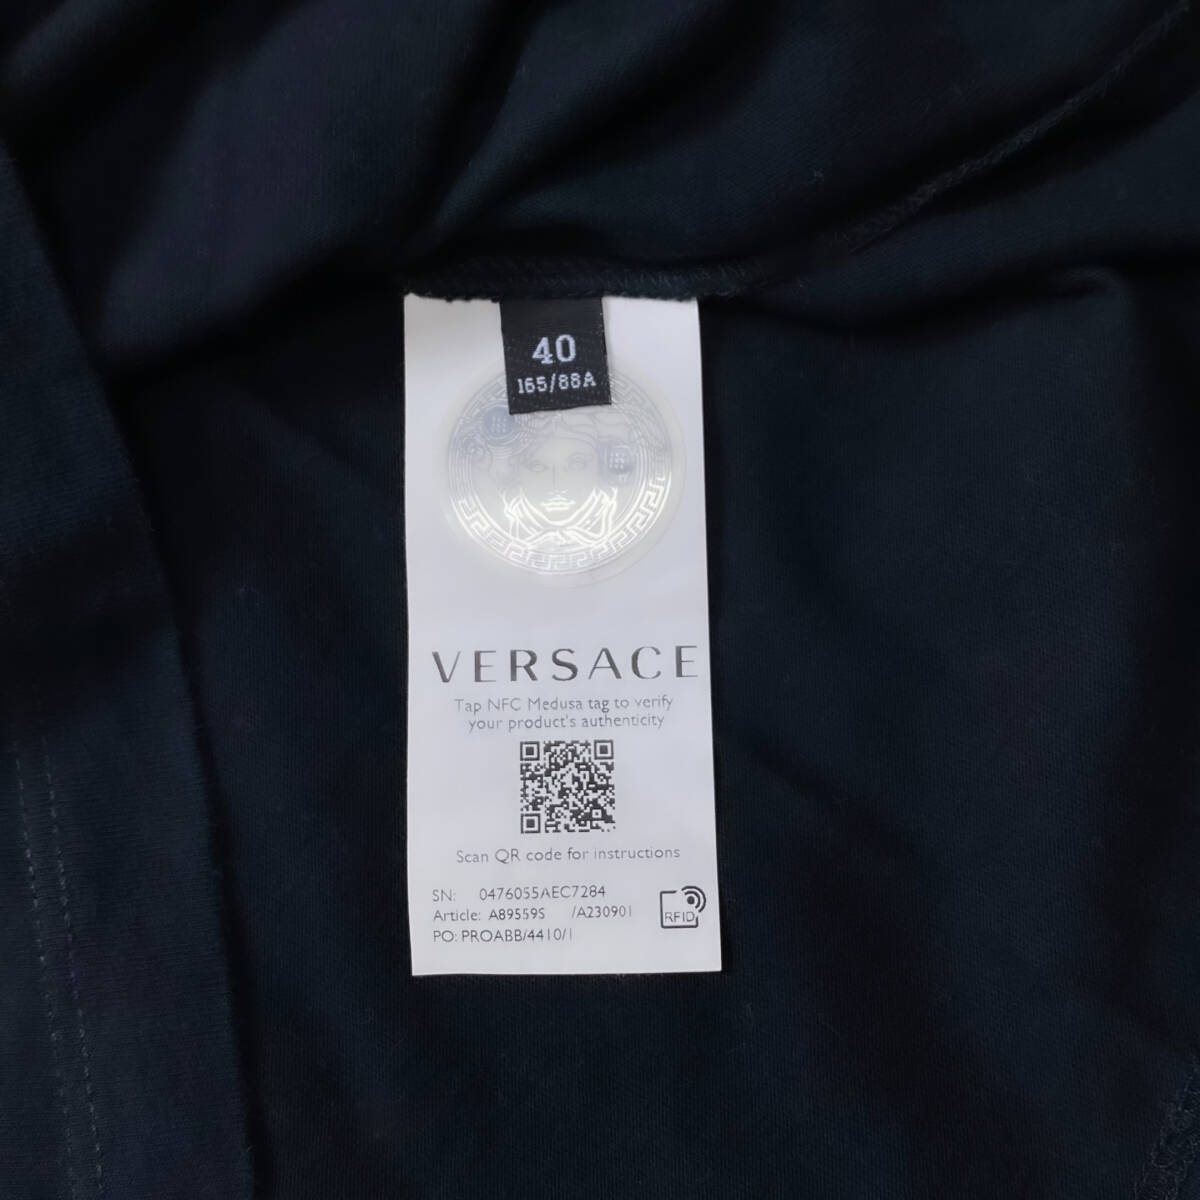 40
165/88A
VERSACE
Tap NFC Medusa tag to verify
your product's authenticity
Scan QR code for instructions
SN: 0476055AEC7284
Article: A89559S /A230901
PO: PROABB/4410/1
RFID